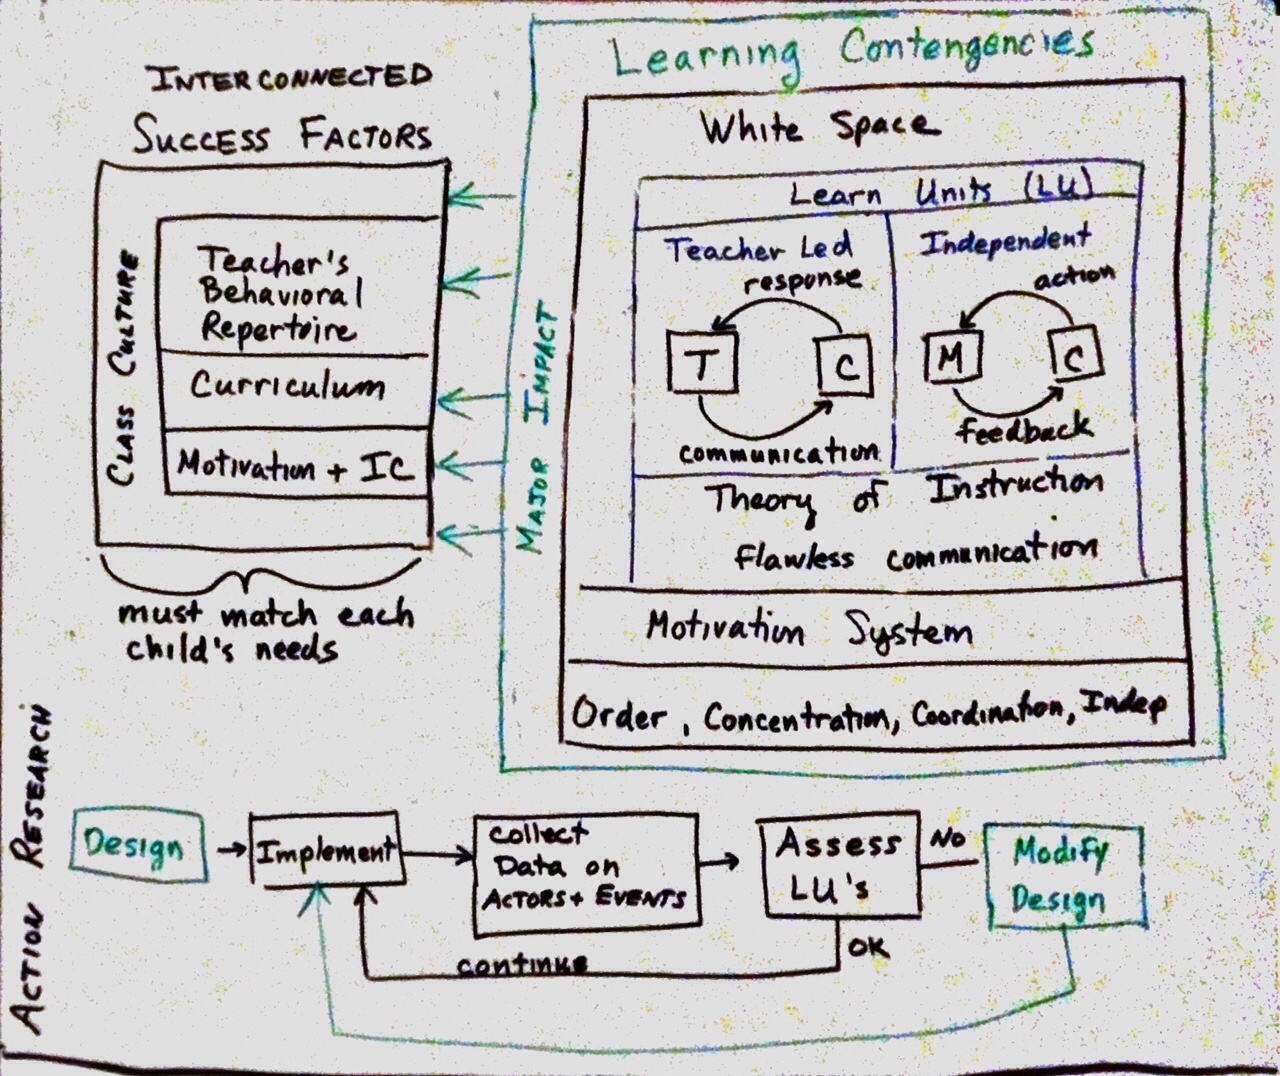 INTERCONNECTED
SUCCESS FACTORS
CLASS CULTURE
Teacher's
Behavioral
Repertoire
Curriculum
Motivation + IC
must match each
child's needs
MAJOR IMPACT
Learning Contengencies
White Space
Learn Units (LU)
Teacher Led
response
T
C
communication
Independent
action
M
C
feedback
Theory of Instruction
flawless communication
Motivation System
Order, Concentration, Coordination, Indep
ACTION RESEARCH
Design
Implement
collect
Data on
ACTORS + EVENTS
Assess
LU's
No
Modify
Design
OK
continue